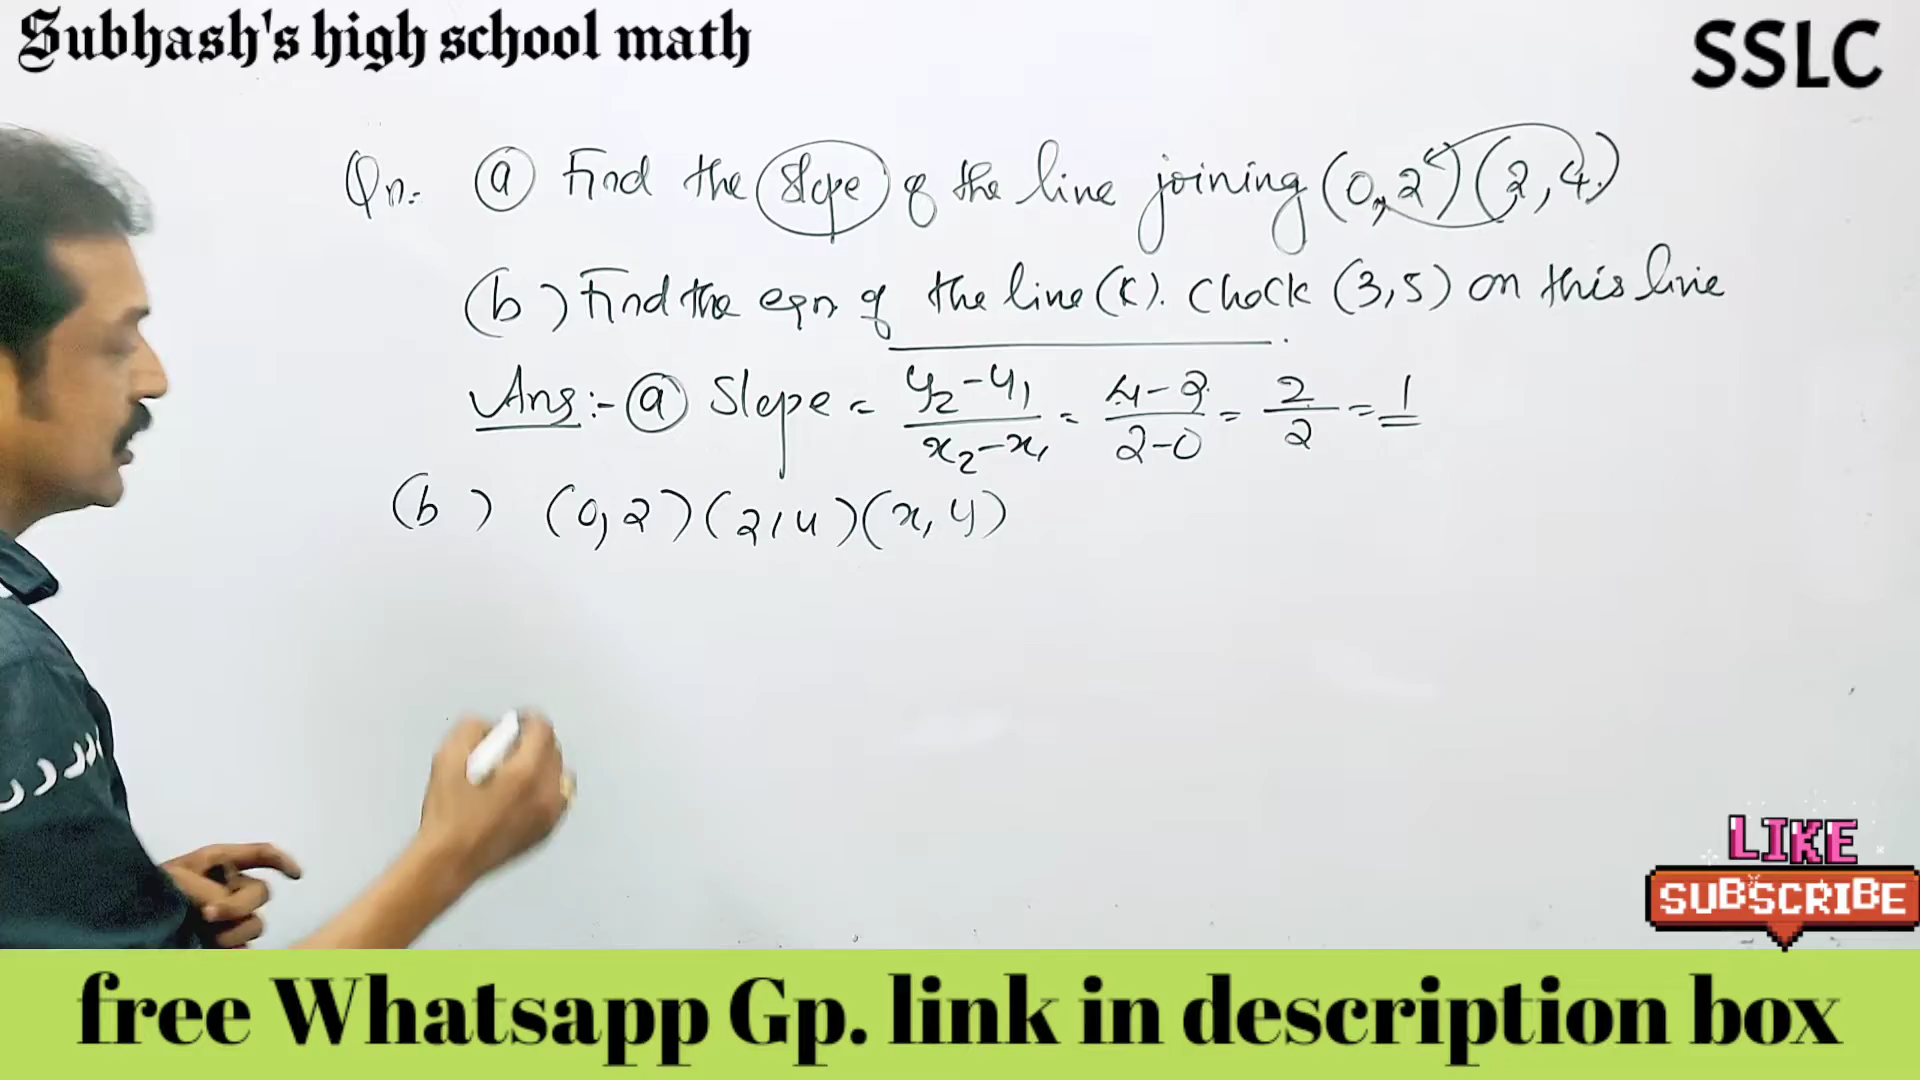 Subhash's high school math
SSLC
Qn:- (a) Find the slope of the line joining (0, 2) (2, 4)
(b) Find the eqn. of the line (c). Check (3, 5) on this line
Ans:- (a) Slope = y₂-y₁/x₂-x₁ = 4-2/2-0 = 2/2 = 1
(b) (0, 2) (2, 4) (x, y)
LIKE
SUBSCRIBE
free Whatsapp Gp. link in description box